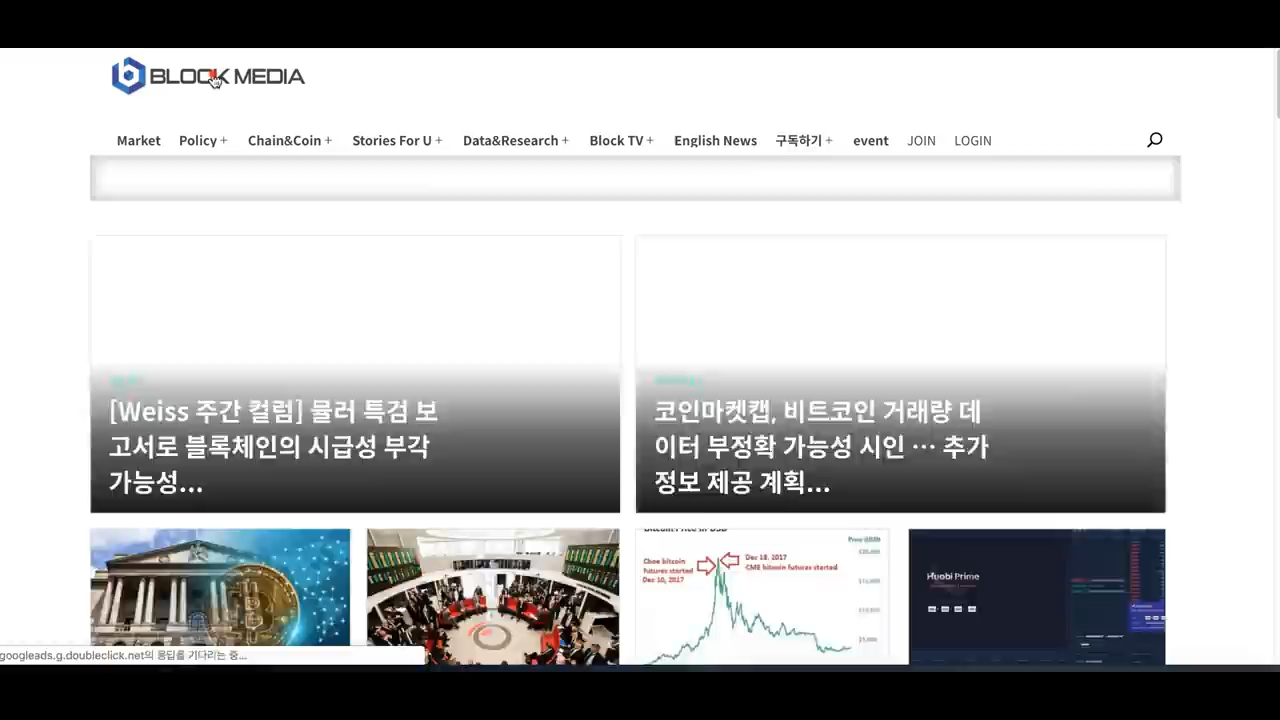 BLOCK MEDIA
Market Policy + Chain&Coin + Stories For U + Data&Research + Block TV + English News 구독하기 + event JOIN LOGIN
[Weiss 주간 컬럼] 뮬러 특검 보
고서로 블록체인의 시급성 부각
가능성...
코인마켓캡, 비트코인 거래량 데
이터 부정확 가능성 시인 … 추가
정보 제공 계획...
Cboe bitcoin
futures started
Dec 10, 2017
Dec 18, 2017
CME bitcoin futures started
Huobi Prime
googleads.g.doubleclick.net의 응답를 기다리는 중...